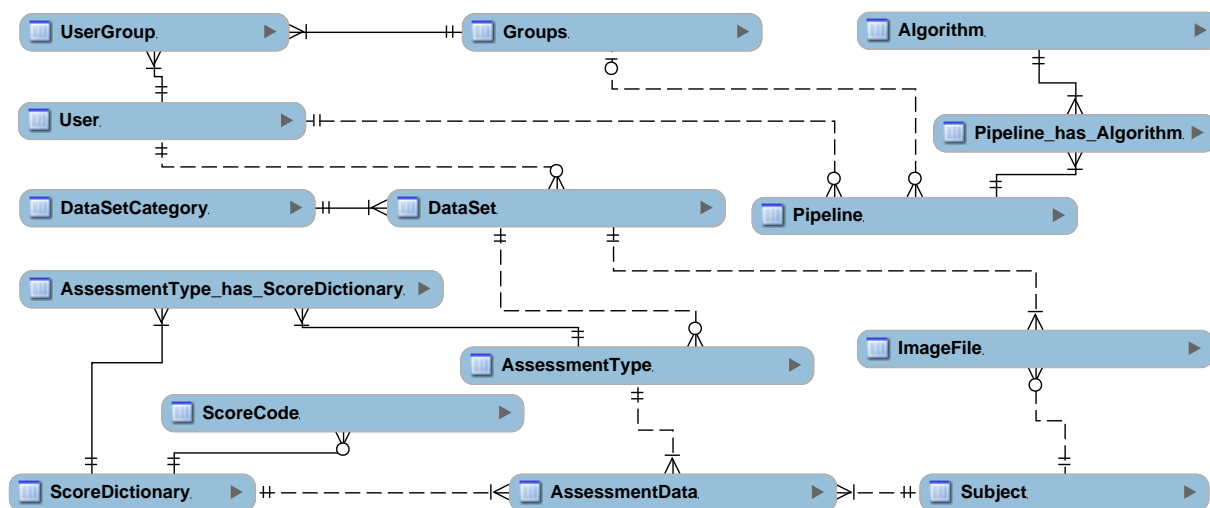 UserGroup
Groups
Algorithm
User
Pipeline_has_Algorithm
DataSetCategory
DataSet
Pipeline
AssessmentType_has_ScoreDictionary
ImageFile
AssessmentType
ScoreCode
ScoreDictionary
AssessmentData
Subject